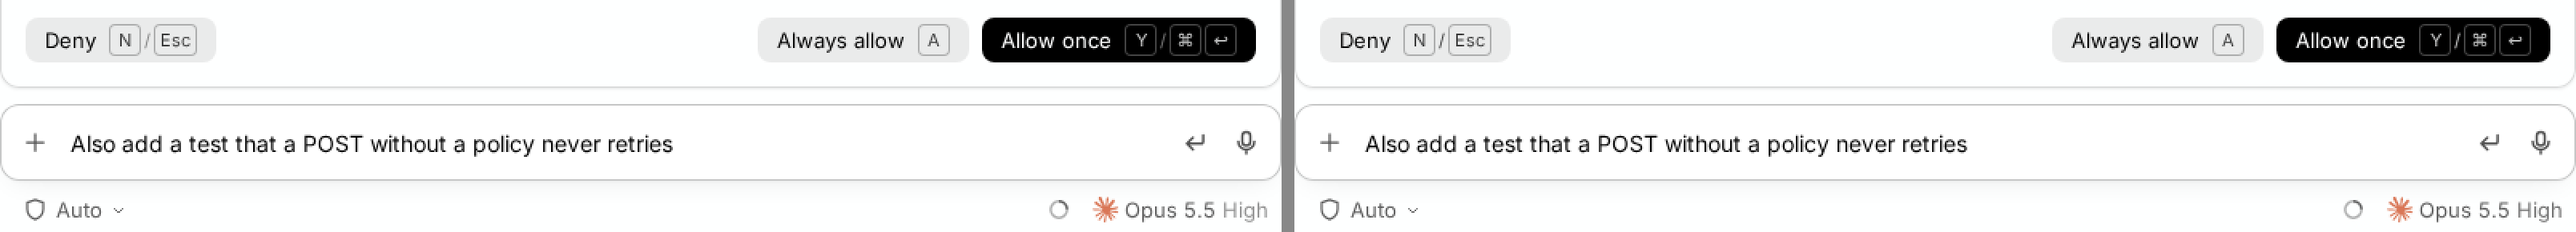 Deny N / Esc Always allow A Allow once Y / ⌘ ↩
Also add a test that a POST without a policy never retries
Auto Opus 5.5 High
Deny N / Esc Always allow A Allow once Y / ⌘ ↩
Also add a test that a POST without a policy never retries
Auto Opus 5.5 High